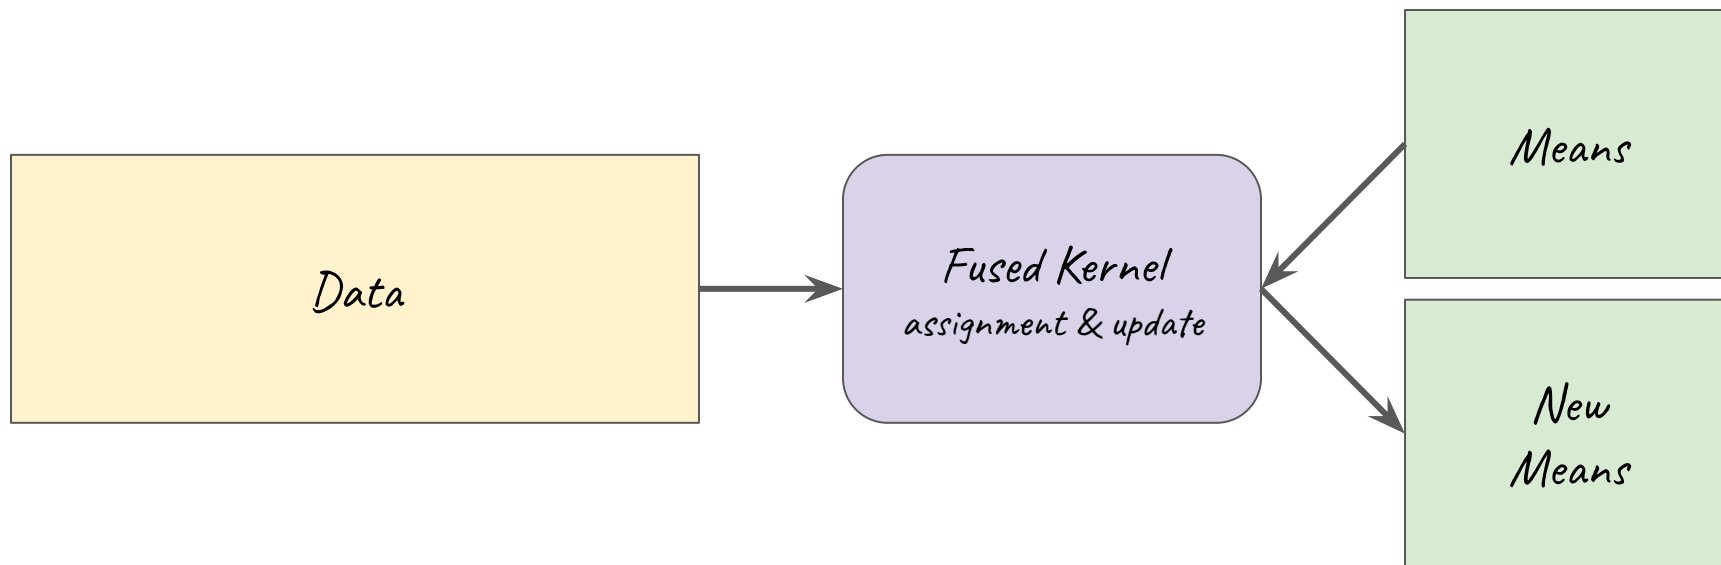 Data
Fused Kernel
assignment & update
Means
New
Means